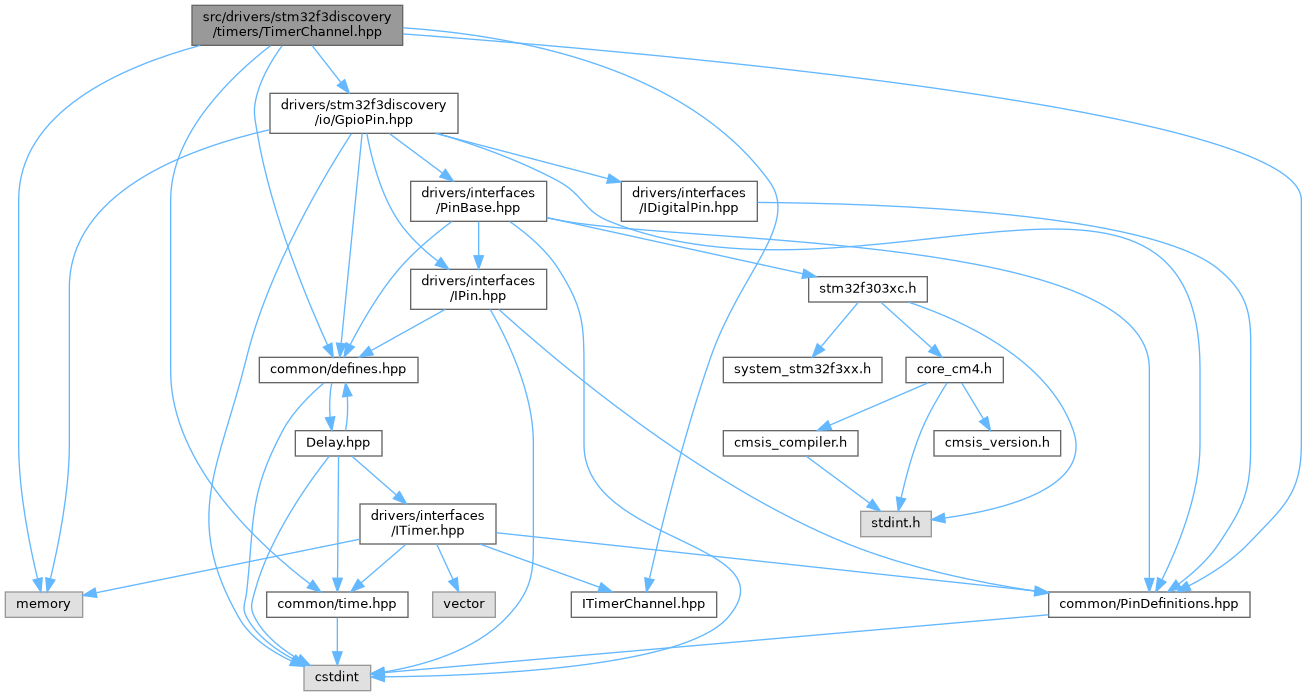 src/drivers/stm32f3discovery
/timers/TimerChannel.hpp
drivers/stm32f3discovery
/io/GpioPin.hpp
drivers/interfaces
/PinBase.hpp
drivers/interfaces
/IDigitalPin.hpp
drivers/interfaces
/IPin.hpp
stm32f303xc.h
common/defines.hpp
system_stm32f3xx.h
core_cm4.h
Delay.hpp
cmsis_compiler.h
cmsis_version.h
drivers/interfaces
/ITimer.hpp
stdint.h
memory
common/time.hpp
vector
ITimerChannel.hpp
common/PinDefinitions.hpp
cstdint